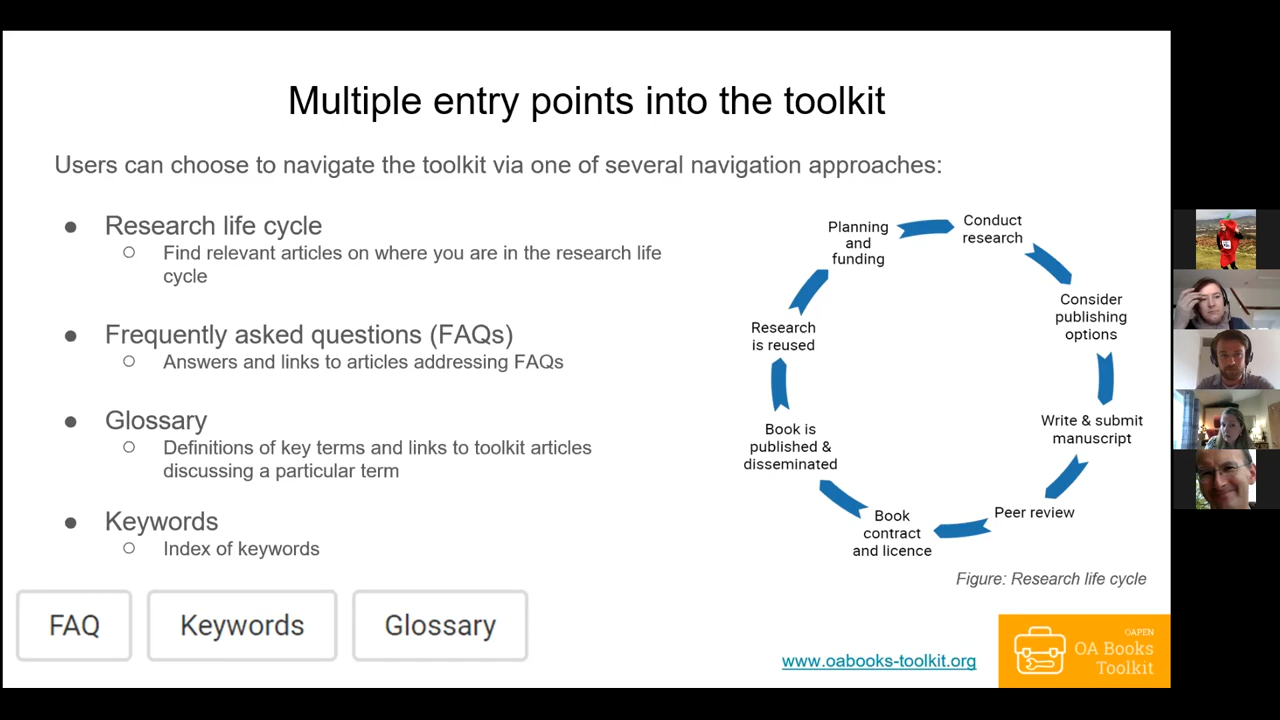 Multiple entry points into the toolkit
Users can choose to navigate the toolkit via one of several navigation approaches:
● Research life cycle
○ Find relevant articles on where you are in the research life
cycle
● Frequently asked questions (FAQs)
○ Answers and links to articles addressing FAQs
● Glossary
○ Definitions of key terms and links to toolkit articles
discussing a particular term
● Keywords
○ Index of keywords
FAQ
Keywords
Glossary
Planning
and
funding
Conduct
research
Consider
publishing
options
Write & submit
manuscript
Peer review
Book
contract
and licence
Book is
published &
disseminated
Research
is reused
Figure: Research life cycle
www.oabooks-toolkit.org
OAPEN
OA Books
Toolkit